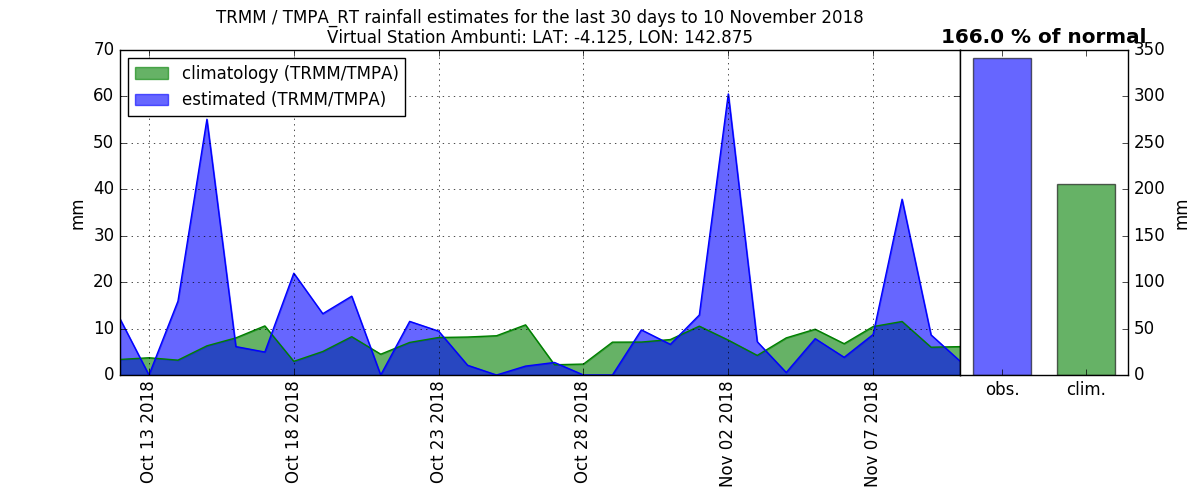 TRMM / TMPA_RT rainfall estimates for the last 30 days to 10 November 2018
Virtual Station Ambunti: LAT: -4.125, LON: 142.875
166.0 % of normal
climatology (TRMM/TMPA)
estimated (TRMM/TMPA)
70
60
50
40
30
20
10
0
mm
Oct 13 2018
Oct 18 2018
Oct 23 2018
Oct 28 2018
Nov 02 2018
Nov 07 2018
obs.
clim.
350
300
250
200
150
100
50
0
mm